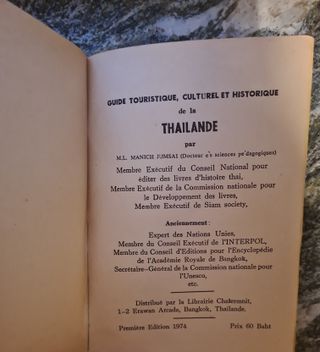 GUIDE TOURISTIQUE, CULTUREL ET HISTORIQUE
de la
THAILANDE
par
M.L. MANICH JUMSAI (Docteur e's sciences pe'dagogiques)
Membre Exécutif du Conseil National pour
éditer des livres d'histoire thai,
Membre Exécutif de la Commission nationale pour
le Développement des livres,
Membre Exécutif de Siam society,
Anciennement:
Expert des Nations Unies,
Membre du Conseil Exécutif de l'INTERPOL,
Membre du Conseil d'Editions pour l'Encyclopédie
de l'Académie Royale de Bangkok,
Secrétaire-Général de la Commission nationale pour
l'Unesco,
etc.
Distribué par la Librairie Chalermnit,
1-2 Erawan Arcade, Bangkok, Thailande.
Première Edition 1974 Prix 60 Baht